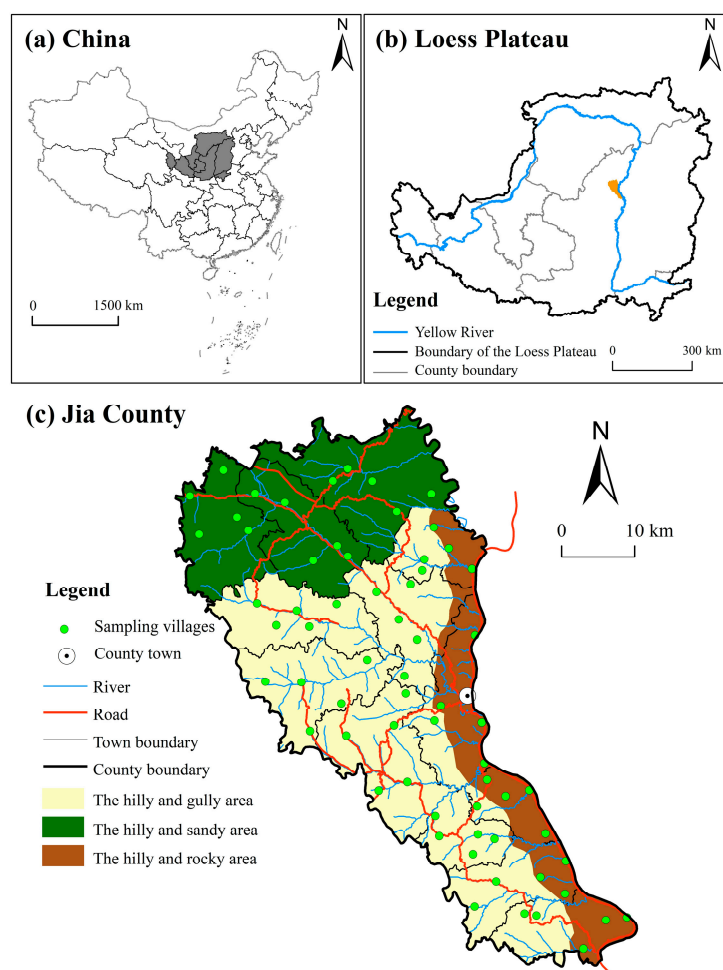 (a) China
N
0 1500 km
(b) Loess Plateau
N
Legend
Yellow River
Boundary of the Loess Plateau
County boundary
0 300 km
(c) Jia County
N
0 10 km
Legend
Sampling villages
County town
River
Road
Town boundary
County boundary
The hilly and gully area
The hilly and sandy area
The hilly and rocky area